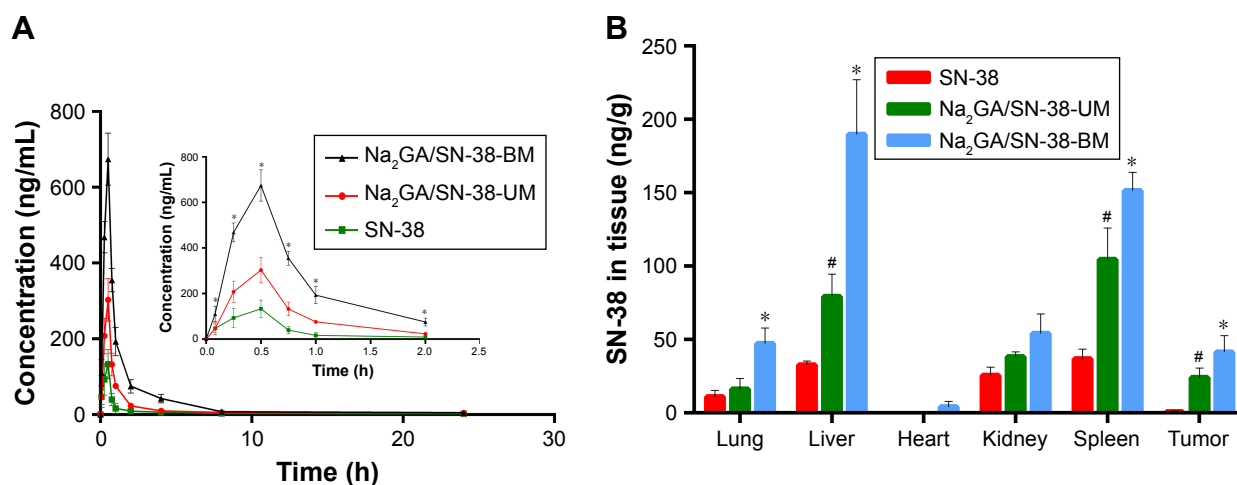 A
Concentration (ng/mL)
800
600
400
200
0
0
10
20
30
Time (h)
Concentration (ng/mL)
800
600
400
200
0
*
*
*
*
*
*
0.0
0.5
1.0
1.5
2.0
2.5
Time (h)
Na₂GA/SN-38-BM
Na₂GA/SN-38-UM
SN-38
B
SN-38 in tissue (ng/g)
250
200
150
100
50
0
SN-38
Na₂GA/SN-38-UM
Na₂GA/SN-38-BM
*
#
*
#
*
#
*
Lung
Liver
Heart
Kidney
Spleen
Tumor